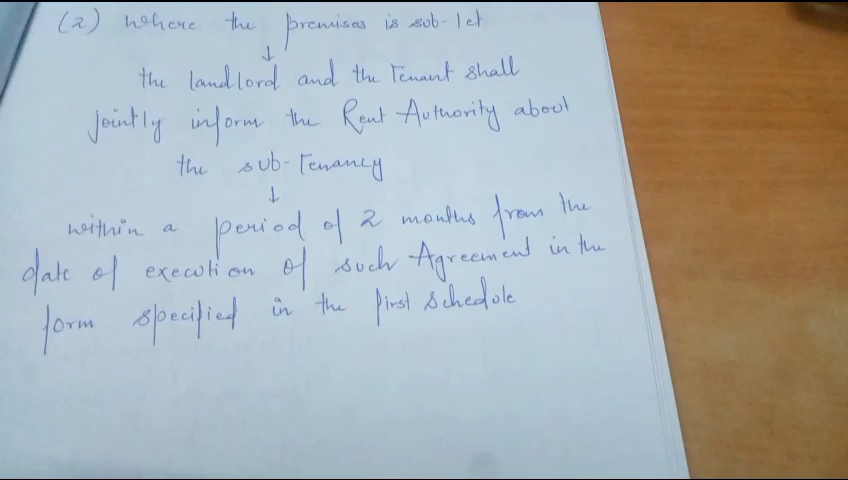 (2) where the premises is sub-let
↓
the landlord and the Tenant shall
jointly inform the Rent Authority about
the sub-Tenancy
↓
within a period of 2 months from the
date of execution of such Agreement in the
form specified in the first schedule